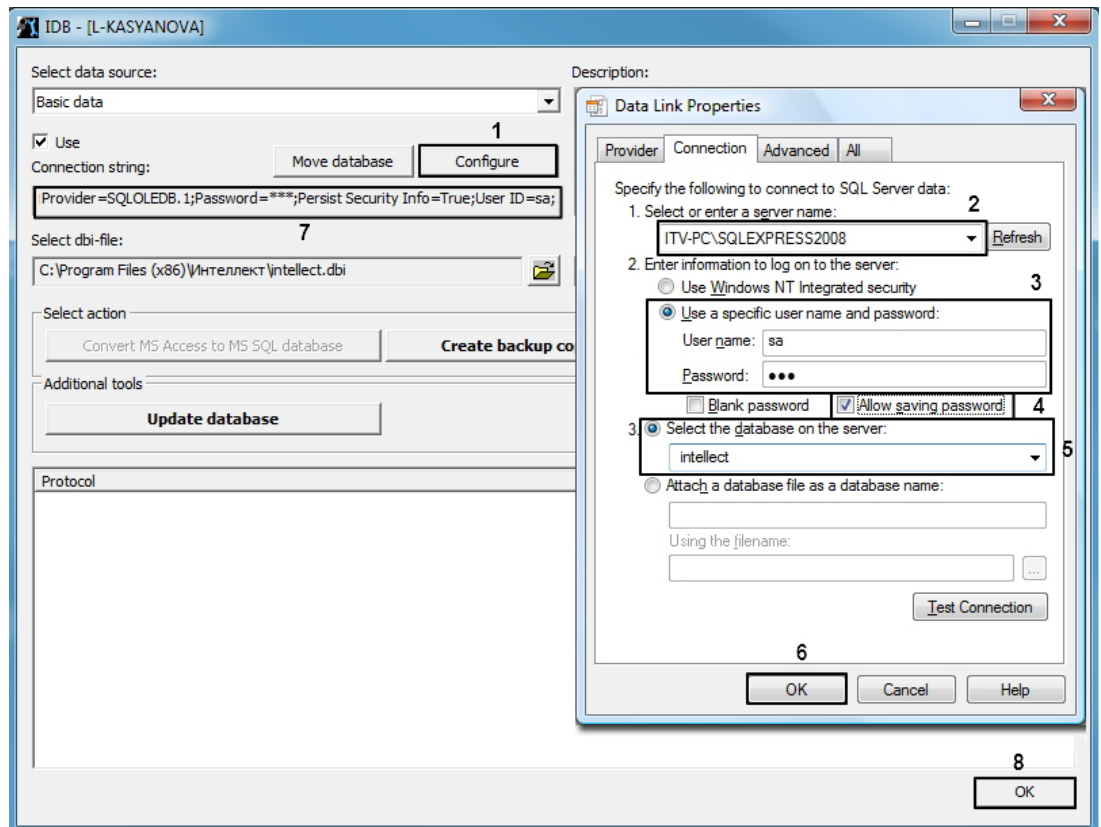 IDB - [L-KASYANOVA]
Select data source:
Description:
Basic data
Use
1
Connection string:
Move database
Configure
Provider=SQLOLEDB.1;Password=***;Persist Security Info=True;User ID=sa;
7
Select dbi-file:
C:\Program Files (x86)\Интеллект\intellect.dbi
Select action
Convert MS Access to MS SQL database
Create backup co
Additional tools
Update database
Protocol
Data Link Properties
Provider Connection Advanced All
Specify the following to connect to SQL Server data:
1. Select or enter a server name:
2
ITV-PC\SQLEXPRESS2008
Refresh
2. Enter information to log on to the server:
Use Windows NT Integrated security
3
Use a specific user name and password:
User name: sa
Password: •••
Blank password
Allow saving password
4
3. Select the database on the server:
5
intellect
Attach a database file as a database name:
Using the filename:
...
Test Connection
6
OK
Cancel
Help
8
OK